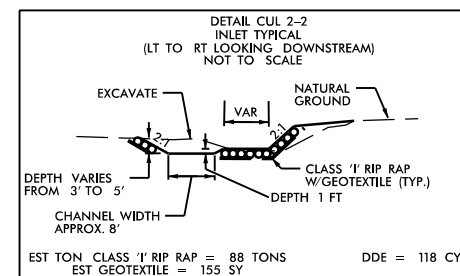 DETAIL CUL 2-2
INLET TYPICAL
(LT TO RT LOOKING DOWNSTREAM)
NOT TO SCALE
EXCAVATE
VAR
NATURAL
GROUND
2:1
2:1
CLASS 'I' RIP RAP
W/GEOTEXTILE (TYP.)
DEPTH VARIES
FROM 3' TO 5'
DEPTH 1 FT
CHANNEL WIDTH
APPROX. 8'
EST TON CLASS 'I' RIP RAP = 88 TONS
DDE = 118 CY
EST GEOTEXTILE = 155 SY